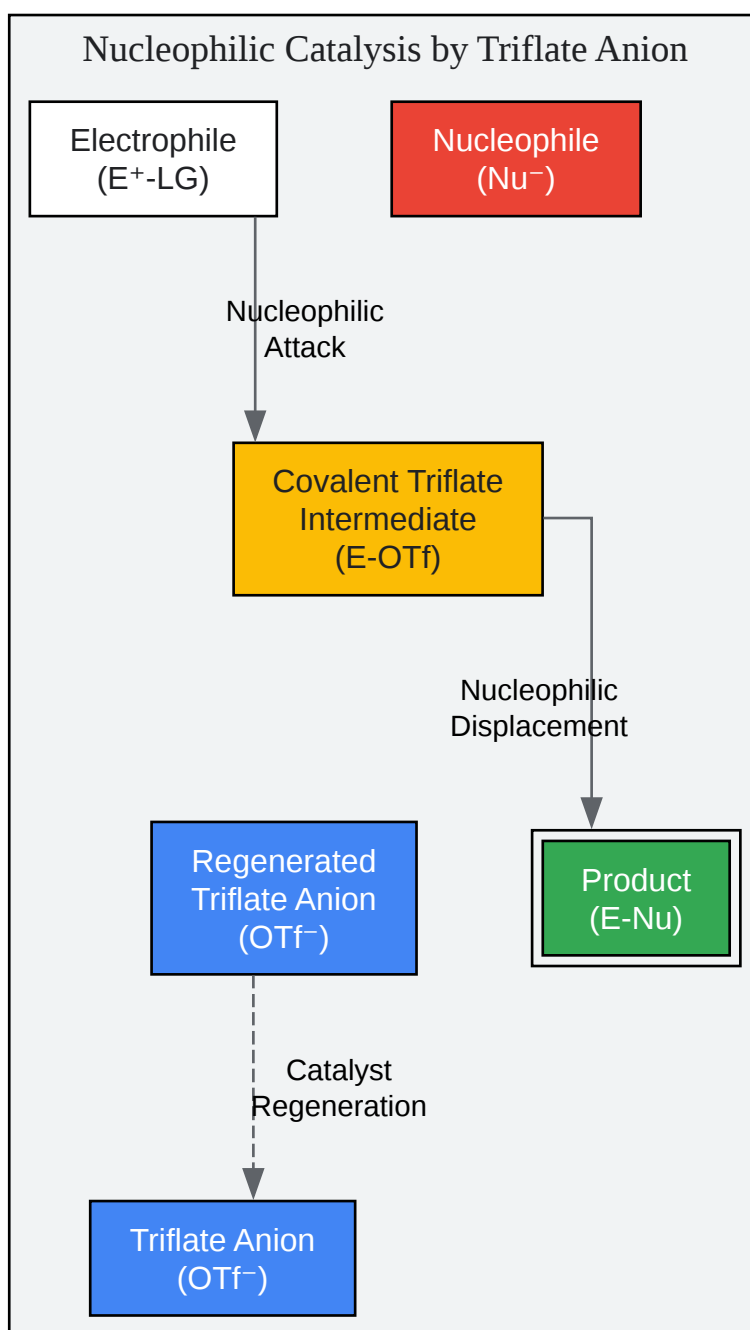 Nucleophilic Catalysis by Triflate Anion
Electrophile
(E⁺-LG)
Nucleophile
(Nu⁻)
Nucleophilic
Attack
Covalent Triflate
Intermediate
(E-OTf)
Nucleophilic
Displacement
Regenerated
Triflate Anion
(OTf⁻)
Product
(E-Nu)
Catalyst
Regeneration
Triflate Anion
(OTf⁻)